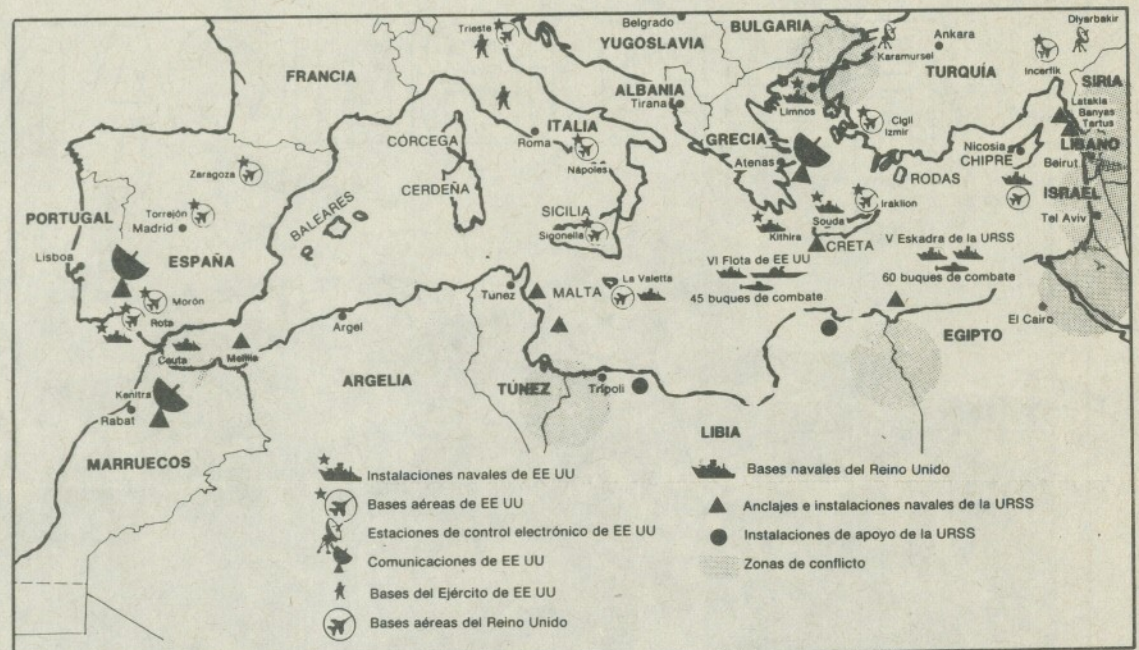 Trieste
Belgrado
BULGARIA
Diyarbakir
YUGOSLAVIA
Ankara
Karamursel
FRANCIA
TURQUÍA
Incerfik
SIRIA
ALBANIA
Tirana
Latakia
Banyas
Tartus
Limnos
CÓRCEGA
ITALIA
Roma
Cigli
Izmir
GRECIA
Nicosia
LIBANO
Nápoles
Atenas
CHIPRE
Beirut
Zaragoza
CERDEÑA
RODAS
ISRAEL
BALEARES
SICILIA
Iraklion
PORTUGAL
Torrejón
Madrid
Souda
Tel Aviv
Sigonella
Kithira
CRETA
V Eskadra de la URSS
Lisboa
ESPAÑA
VI Flota de EE UU
La Valetta
60 buques de combate
Morón
Tunez
MALTA
45 buques de combate
Rota
Argel
El Cairo
EGIPTO
Ceuta
Melilla
ARGELIA
TÚNEZ
Trípoli
Kenitra
Rabat
LIBIA
MARRUECOS
Instalaciones navales de EE UU
Bases aéreas de EE UU
Estaciones de control electrónico de EE UU
Comunicaciones de EE UU
Bases del Ejército de EE UU
Bases aéreas del Reino Unido
Bases navales del Reino Unido
Anclajes e instalaciones navales de la URSS
Instalaciones de apoyo de la URSS
Zonas de conflicto